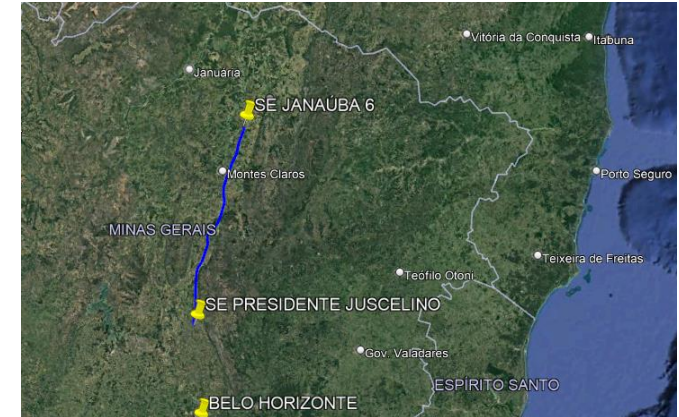 Vitória da Conquista
Itabuna
Januária
SE JANAÚBA 6
Montes Claros
Porto Seguro
MINAS GERAIS
Teixeira de Freitas
Teófilo Otoni
SE PRESIDENTE JUSCELINO
Gov. Valadares
ESPÍRITO SANTO
BELO HORIZONTE